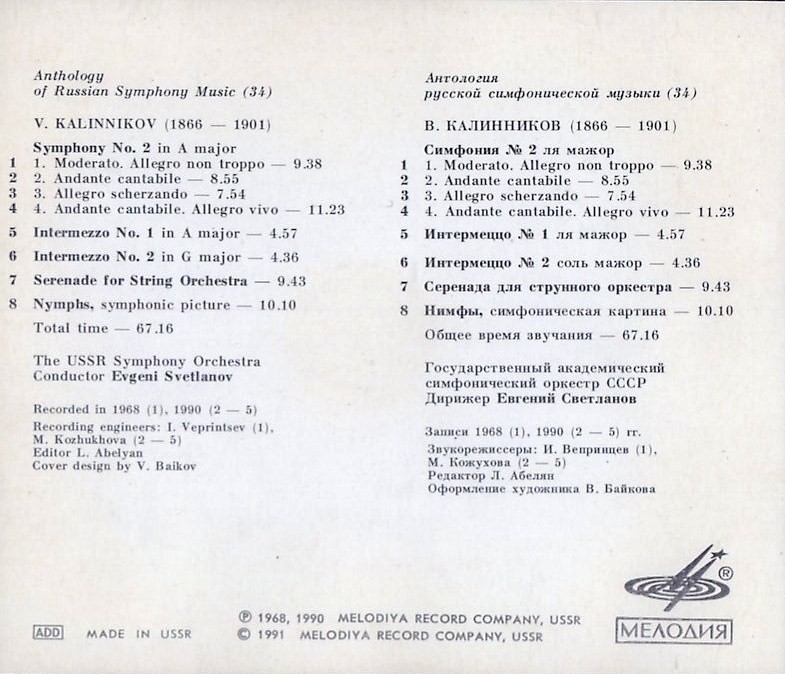 Anthology
of Russian Symphony Music (34)
V. KALINNIKOV (1866 — 1901)
Symphony No. 2 in A major
1 1. Moderato. Allegro non troppo — 9.38
2 2. Andante cantabile — 8.55
3 3. Allegro scherzando — 7.54
4 4. Andante cantabile. Allegro vivo — 11.23
5 Intermezzo No. 1 in A major — 4.57
6 Intermezzo No. 2 in G major — 4.36
7 Serenade for String Orchestra — 9.43
8 Nymphs, symphonic picture — 10.10
Total time — 67.16
The USSR Symphony Orchestra
Conductor Evgeni Svetlanov
Recorded in 1968 (1), 1990 (2 — 5)
Recording engineers: I. Veprintsev (1),
M. Kozhukhova (2 — 5)
Editor L. Abelyan
Cover design by V. Baikov
Антология
русской симфонической музыки (34)
В. КАЛИННИКОВ (1866 — 1901)
Симфония № 2 ля мажор
1 1. Moderato. Allegro non troppo — 9.38
2 2. Andante cantabile — 8.55
3 3. Allegro scherzando — 7.54
4 4. Andante cantabile. Allegro vivo — 11.23
5 Интермеццо № 1 ля мажор — 4.57
6 Интермеццо № 2 соль мажор — 4.36
7 Серенада для струнного оркестра — 9.43
8 Нимфы, симфоническая картина — 10.10
Общее время звучания — 67.16
Государственный академический
симфонический оркестр СССР
Дирижер Евгений Светланов
Записи 1968 (1), 1990 (2 — 5) гг.
Звукорежиссеры: И. Вепринцев (1),
М. Кожухова (2 — 5)
Редактор Л. Абелян
Оформление художника В. Байкова
ADD MADE IN USSR
℗ 1968, 1990 MELODIYA RECORD COMPANY, USSR
© 1991 MELODIYA RECORD COMPANY, USSR
®
МЕЛОДИЯ